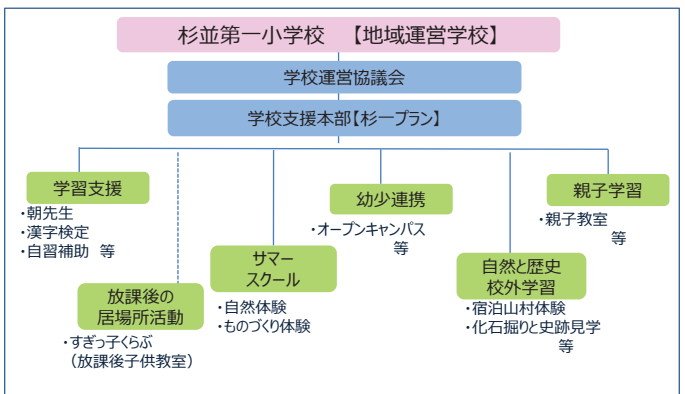 杉並第一小学校 【地域運営学校】
学校運営協議会
学校支援本部【杉一プラン】
学習支援
・朝先生
・漢字検定
・自習補助 等
放課後の
居場所活動
・すぎっ子くらぶ
（放課後子供教室）
サマー
スクール
・自然体験
・ものづくり体験
幼少連携
・オープンキャンパス
等
自然と歴史
校外学習
・宿泊山村体験
・化石掘りと史跡見学
等
親子学習
・親子教室
等